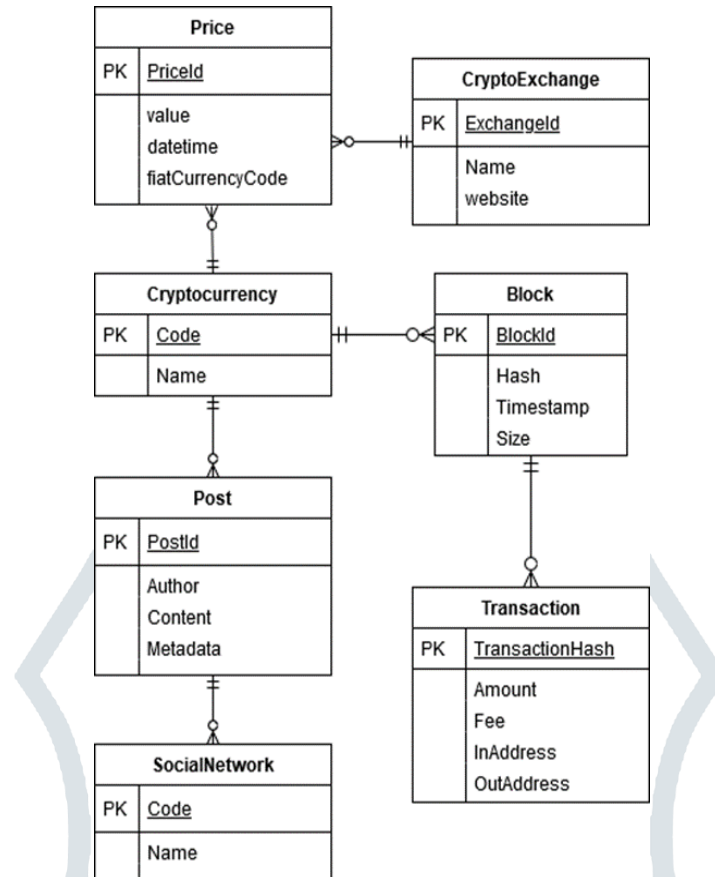 Price
PK PriceId
value
datetime
fiatCurrencyCode
CryptoExchange
PK ExchangeId
Name
website
Cryptocurrency
PK Code
Name
Block
PK BlockId
Hash
Timestamp
Size
Post
PK PostId
Author
Content
Metadata
Transaction
PK TransactionHash
Amount
Fee
InAddress
OutAddress
SocialNetwork
PK Code
Name